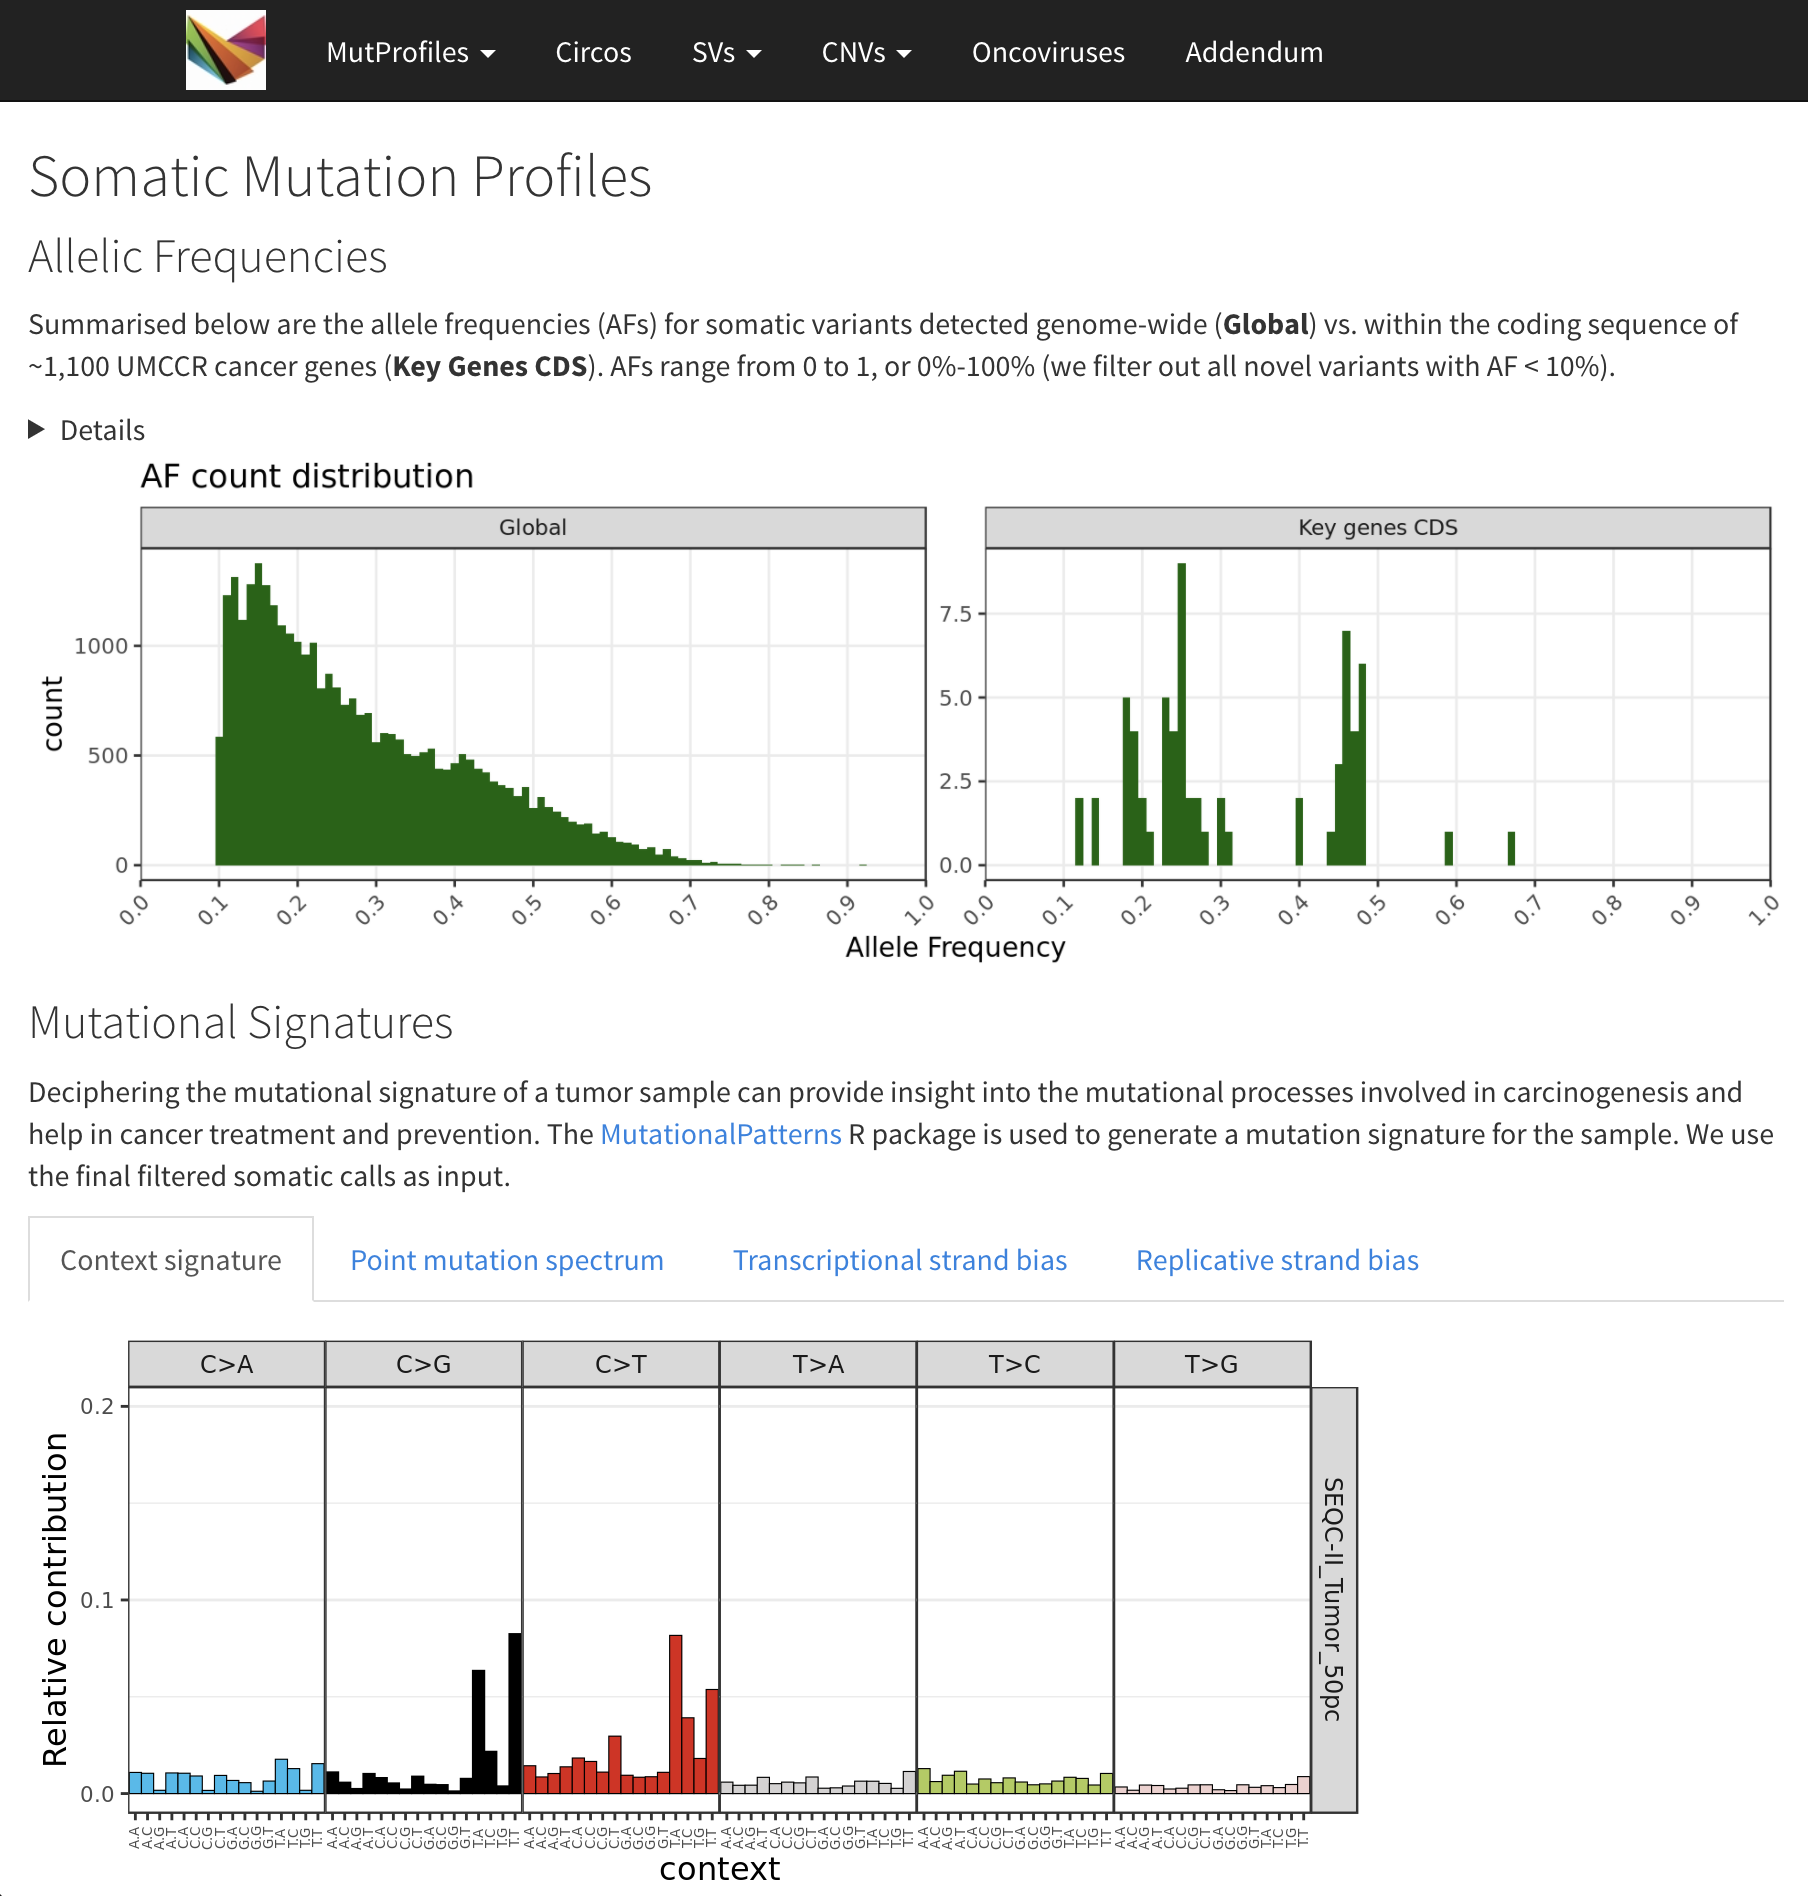 MutProfiles Circos SVs CNVs Oncoviruses Addendum
Somatic Mutation Profiles
Allelic Frequencies
Summarised below are the allele frequencies (AFs) for somatic variants detected genome-wide (Global) vs. within the coding sequence of
~1,100 UMCCR cancer genes (Key Genes CDS). AFs range from 0 to 1, or 0%-100% (we filter out all novel variants with AF < 10%).
Details
AF count distribution
Global
Key genes CDS
count
1000
500
0
7.5
5.0
2.5
0.0
0.0 0.1 0.2 0.3 0.4 0.5 0.6 0.7 0.8 0.9 1.0
0.0 0.1 0.2 0.3 0.4 0.5 0.6 0.7 0.8 0.9 1.0
Allele Frequency
Mutational Signatures
Deciphering the mutational signature of a tumor sample can provide insight into the mutational processes involved in carcinogenesis and
help in cancer treatment and prevention. The MutationalPatterns R package is used to generate a mutation signature for the sample. We use
the final filtered somatic calls as input.
Context signature Point mutation spectrum Transcriptional strand bias Replicative strand bias
C>A C>G C>T T>A T>C T>G
Relative contribution
0.2
0.1
0.0
SEQC-II_Tumor_50pc
A.A A.C A.G A.T C.A C.C C.G C.T G.A G.C G.G G.T T.A T.C T.G T.T
A.A A.C A.G A.T C.A C.C C.G C.T G.A G.C G.G G.T T.A T.C T.G T.T
A.A A.C A.G A.T C.A C.C C.G C.T G.A G.C G.G G.T T.A T.C T.G T.T
A.A A.C A.G A.T C.A C.C C.G C.T G.A G.C G.G G.T T.A T.C T.G T.T
A.A A.C A.G A.T C.A C.C C.G C.T G.A G.C G.G G.T T.A T.C T.G T.T
A.A A.C A.G A.T C.A C.C C.G C.T G.A G.C G.G G.T T.A T.C T.G T.T
context